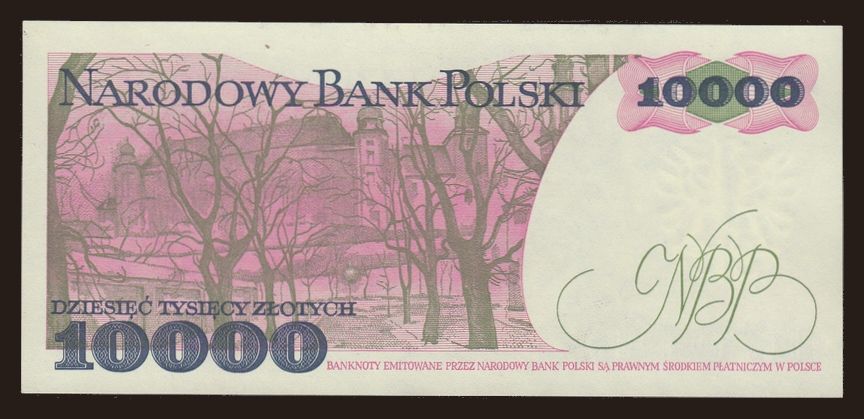 NARODOWY BANK POLSKI
10000
DZIESIĘĆ TYSIĘCY ZŁOTYCH
10000
NBP
BANKNOTY EMITOWANE PRZEZ NARODOWY BANK POLSKI SĄ PRAWNYM ŚRODKIEM PŁATNICZYM W POLSCE